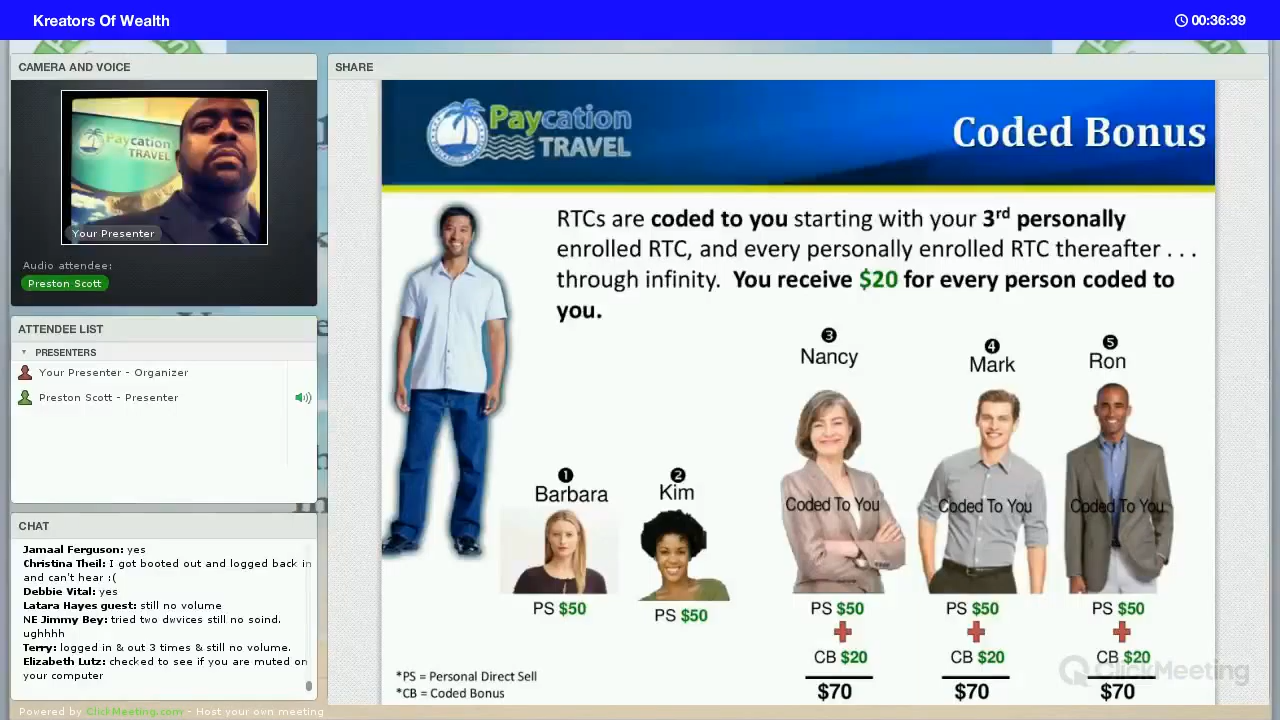 Kreators Of Wealth
00:36:39
CAMERA AND VOICE
Paycation
TRAVEL
Your Presenter
Audio attendee:
Preston Scott
ATTENDEE LIST
PRESENTERS
Your Presenter - Organizer
Preston Scott - Presenter
CHAT
Jamaal Ferguson: yes
Christina Theil: I got booted out and logged back in
and can't hear :(
Debbie Vital: yes
Latara Hayes guest: still no volume
NE Jimmy Bey: tried two dwvices still no soind.
ughhhh
Terry: logged in & out 3 times & still no volume.
Elizabeth Lutz: checked to see if you are muted on
your computer
Powered by ClickMeeting.com - Host your own meeting
SHARE
Paycation
TRAVEL
Coded Bonus
RTCs are coded to you starting with your 3rd personally
enrolled RTC, and every personally enrolled RTC thereafter . . .
through infinity. You receive $20 for every person coded to
you.
❶
Barbara
PS $50
❷
Kim
PS $50
❸
Nancy
Coded To You
PS $50
CB $20
$70
❹
Mark
Coded To You
PS $50
CB $20
$70
❺
Ron
Coded To You
PS $50
CB $20
$70
*PS = Personal Direct Sell
*CB = Coded Bonus
ClickMeeting